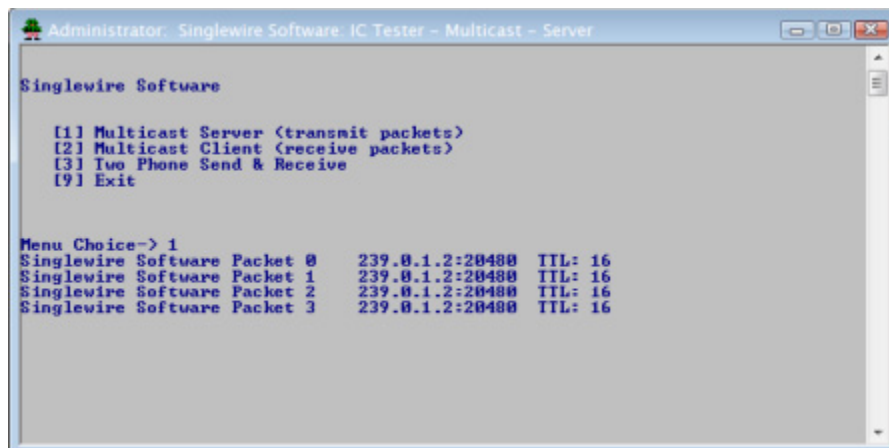 Administrator: Singlewire Software: IC Tester - Multicast - Server
Singlewire Software
[1] Multicast Server (transmit packets)
[2] Multicast Client (receive packets)
[3] Two Phone Send & Receive
[9] Exit
Menu Choice-> 1
Singlewire Software Packet 0 239.0.1.2:20480 TTL: 16
Singlewire Software Packet 1 239.0.1.2:20480 TTL: 16
Singlewire Software Packet 2 239.0.1.2:20480 TTL: 16
Singlewire Software Packet 3 239.0.1.2:20480 TTL: 16